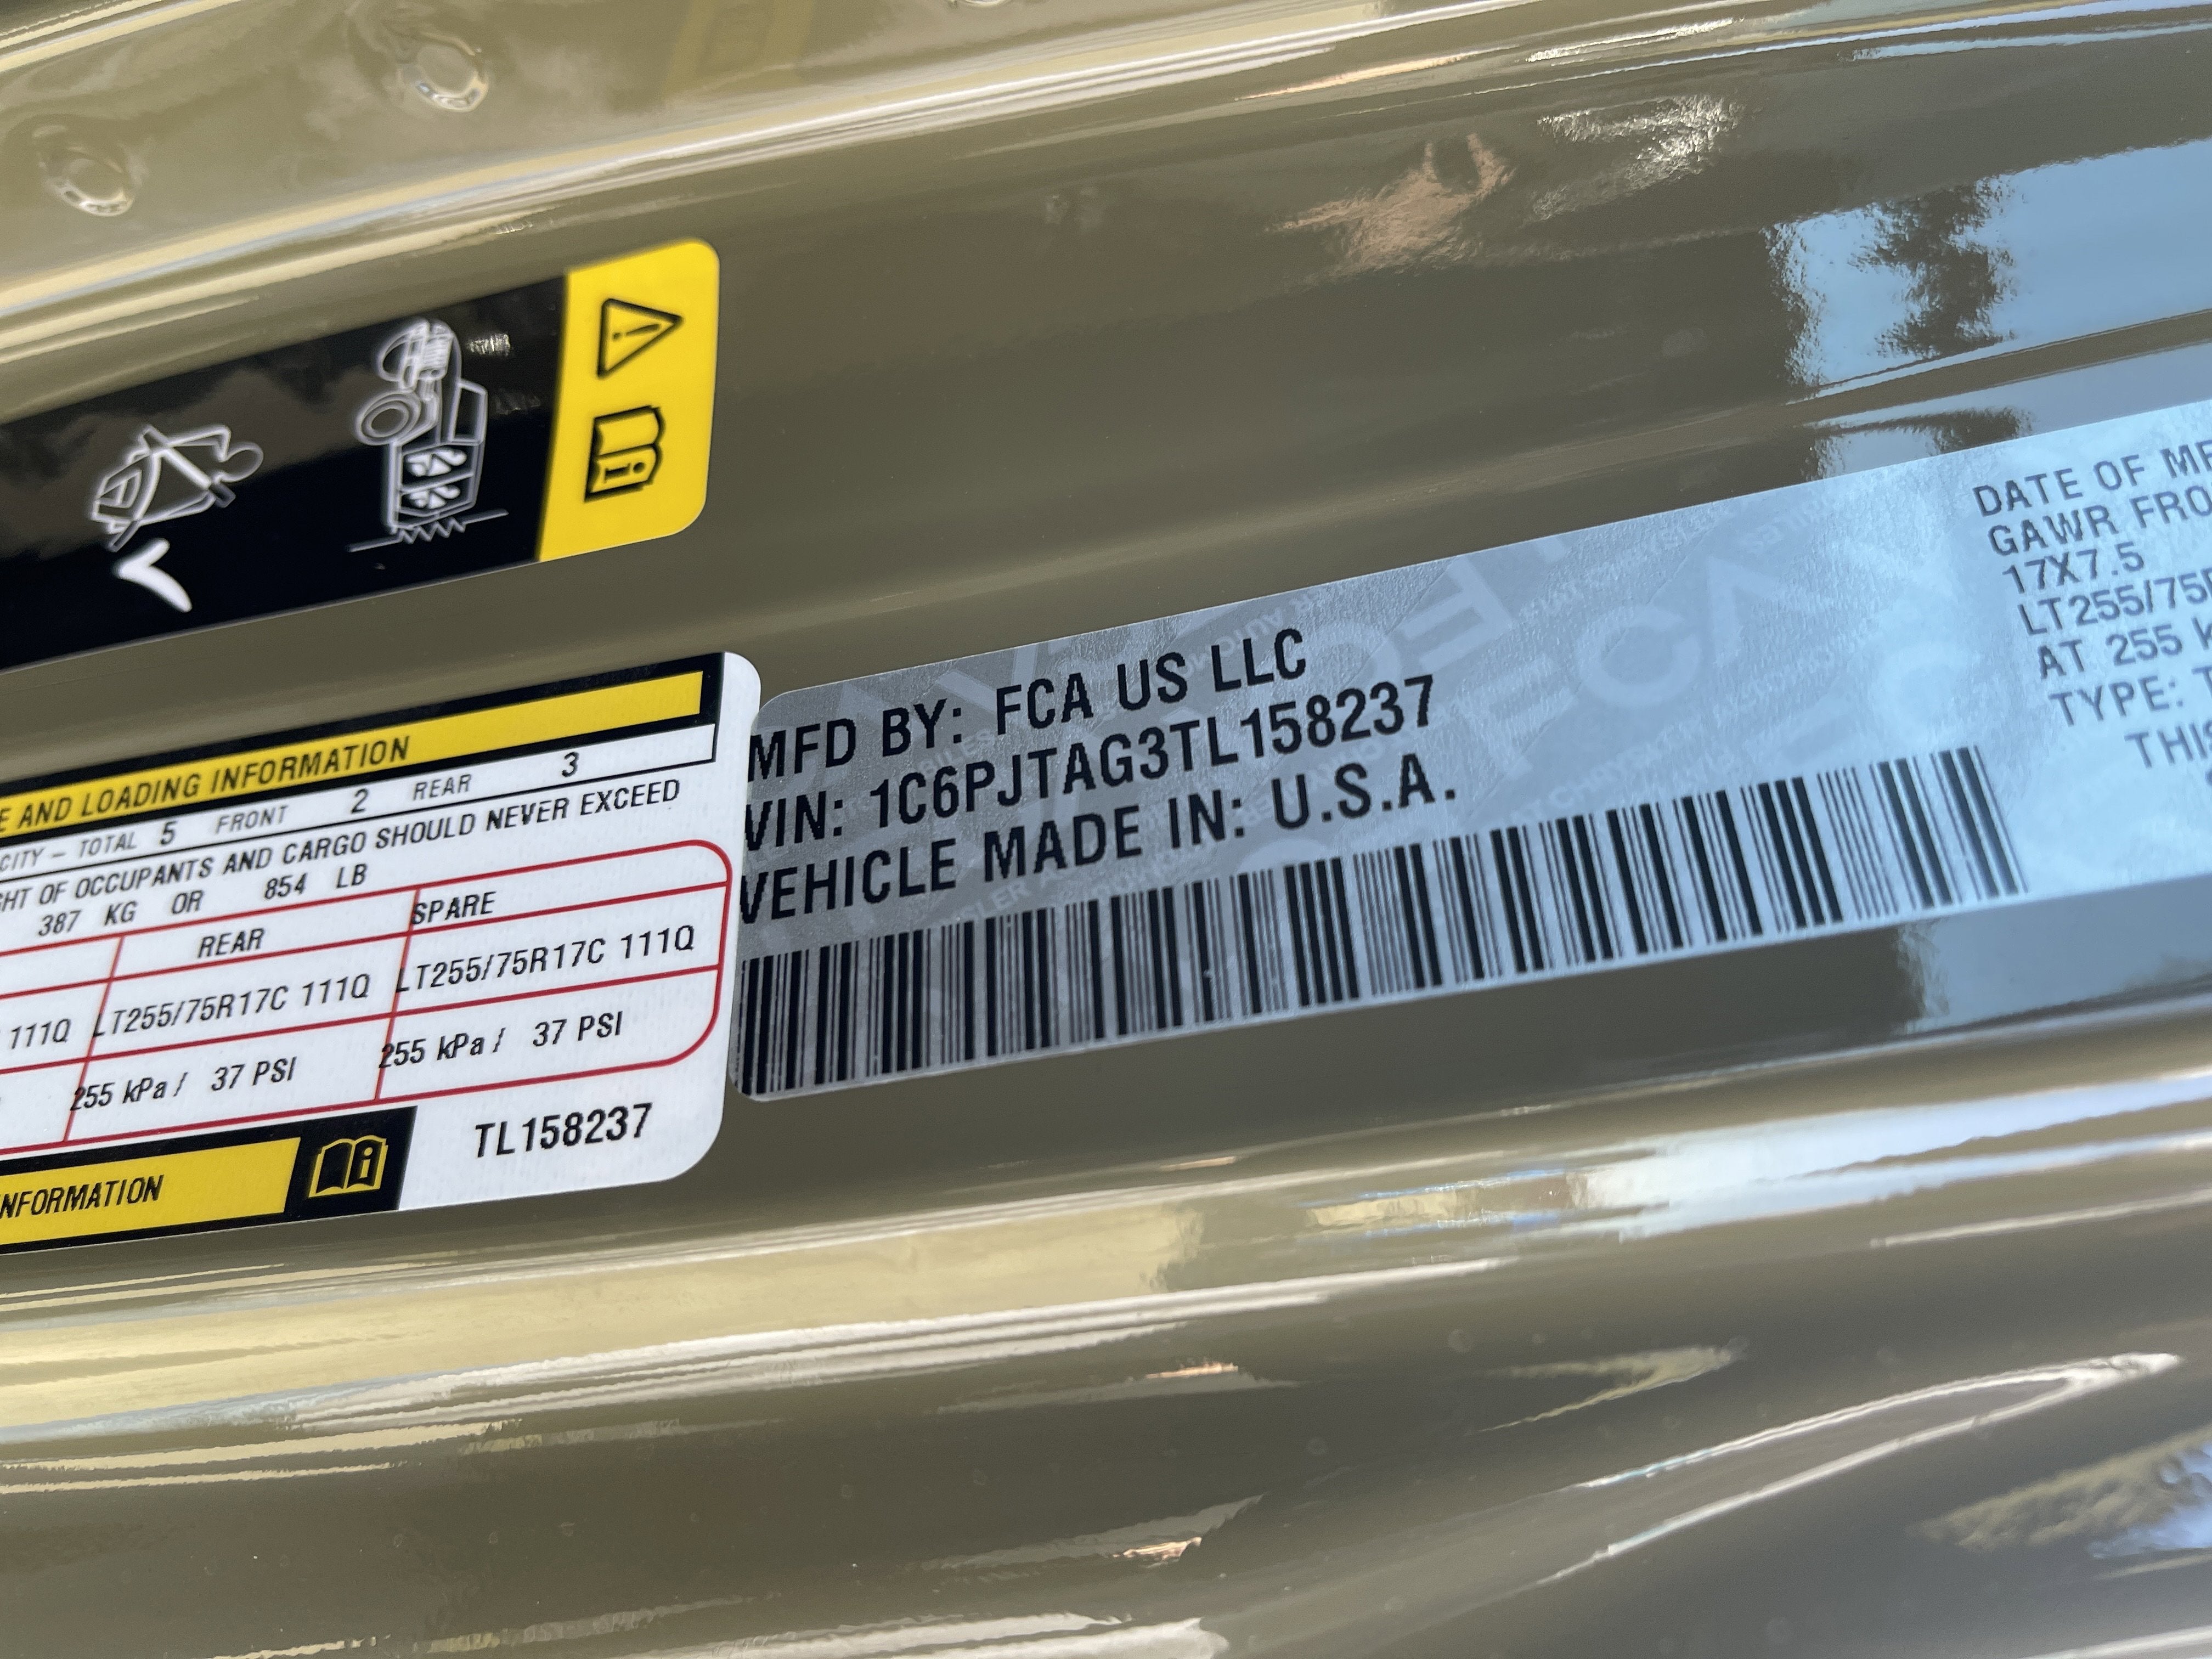 E AND LOADING INFORMATION
CITY – TOTAL 5 FRONT 2 REAR 3
GHT OF OCCUPANTS AND CARGO SHOULD NEVER EXCEED
387 KG OR 854 LB
REAR SPARE
111Q LT255/75R17C 111Q LT255/75R17C 111Q
255 kPa / 37 PSI 255 kPa / 37 PSI
TL158237
NFORMATION
MFD BY: FCA US LLC
VIN: 1C6PJTAG3TL158237
VEHICLE MADE IN: U.S.A.
DATE OF MF
GAWR FRO
17X7.5
LT255/75R
AT 255 k
TYPE: T
THIS